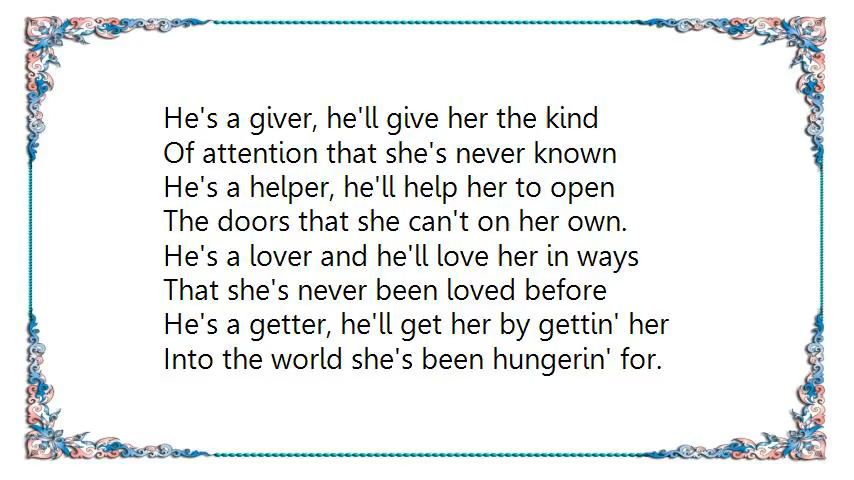 He's a giver, he'll give her the kind
Of attention that she's never known
He's a helper, he'll help her to open
The doors that she can't on her own.
He's a lover and he'll love her in ways
That she's never been loved before
He's a getter, he'll get her by gettin' her
Into the world she's been hungerin' for.